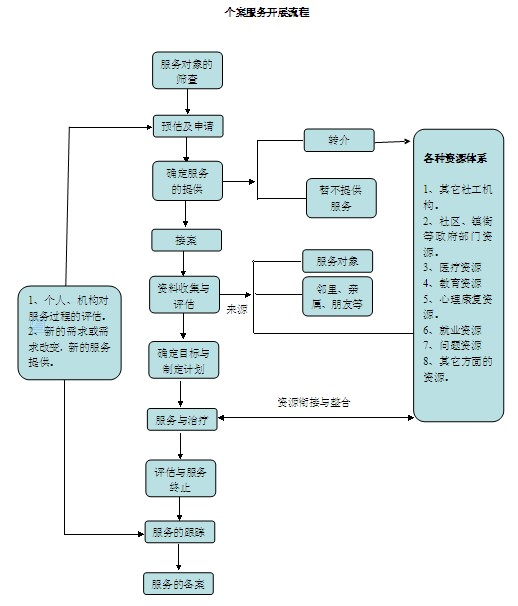 个案服务开展流程
服务对象的
筛查
预估及申请
确定服务
的提供
转介
暂不提供
服务
接案
资料收集与
评估
来源
服务对象
邻里、亲
属、朋友等
各种资源体系
1、其它社工机
构。
2、社区、镇街
等政府部门资
源。
3、医疗资源
4、教育资源
5、心理康复资
源。
6、就业资源
7、问题资源
8、其它方面的
资源。
1、个人、机构对
服务过程的评估。
2、新的需求或需
求改变，新的服务
提供。
确定目标与
制定计划
服务与治疗
资源衔接与整合
评估与服务
终止
服务的跟踪
服务的备案